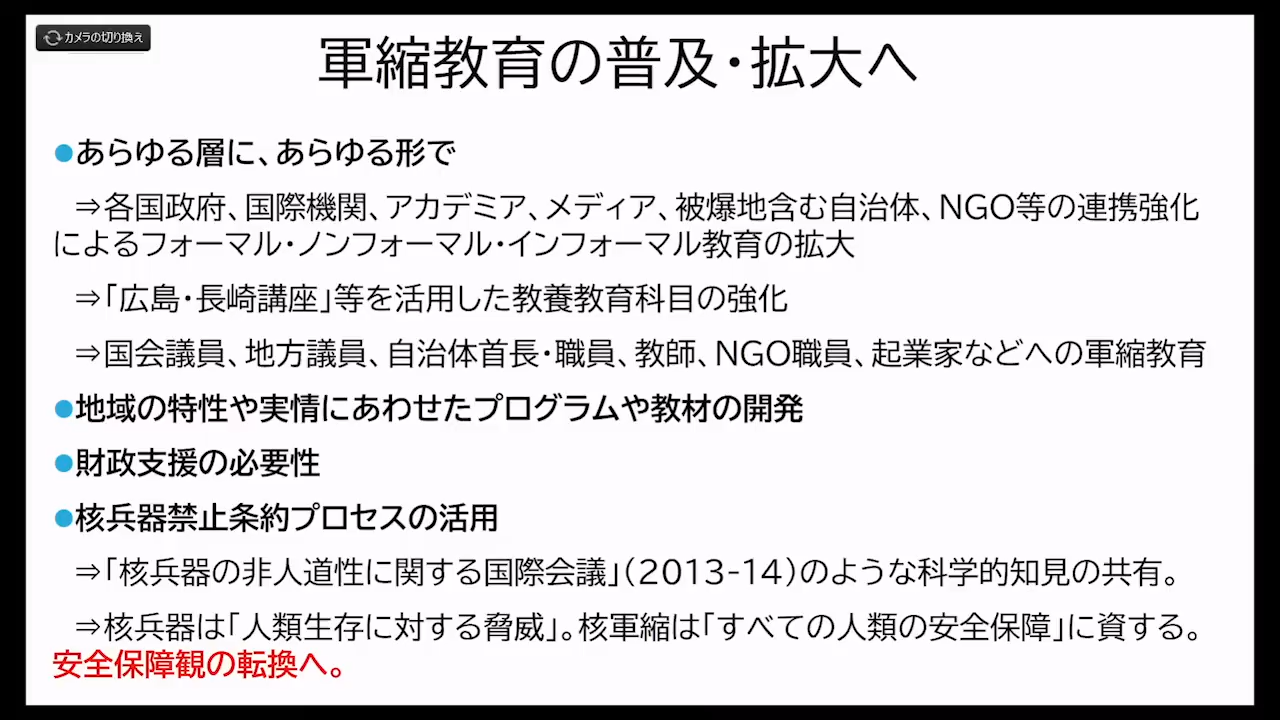 カメラの切り換え
軍縮教育の普及・拡大へ
●あらゆる層に、あらゆる形で
⇒各国政府、国際機関、アカデミア、メディア、被爆地含む自治体、NGO等の連携強化
によるフォーマル・ノンフォーマル・インフォーマル教育の拡大
⇒「広島・長崎講座」等を活用した教養教育科目の強化
⇒国会議員、地方議員、自治体首長・職員、教師、NGO職員、起業家などへの軍縮教育
●地域の特性や実情にあわせたプログラムや教材の開発
●財政支援の必要性
●核兵器禁止条約プロセスの活用
⇒「核兵器の非人道性に関する国際会議」（2013-14）のような科学的知見の共有。
⇒核兵器は「人類生存に対する脅威」。核軍縮は「すべての人類の安全保障」に資する。
安全保障観の転換へ。